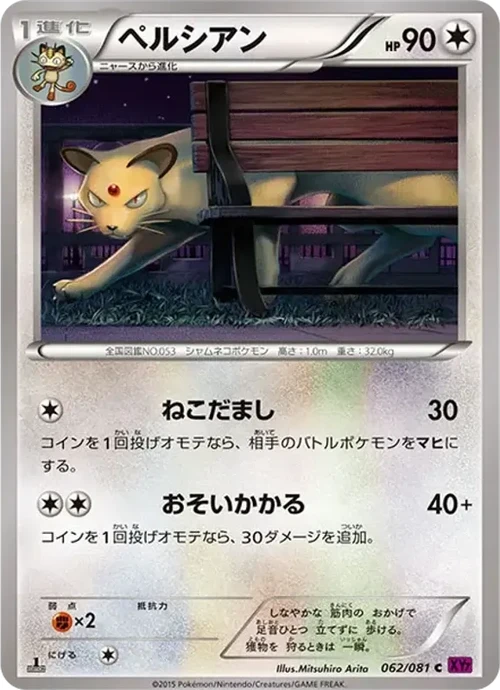 1進化 ペルシアン HP90
ニャースから進化
全国図鑑NO.053 シャムネコポケモン 高さ:1.0m 重さ:32.0kg
ねこだまし 30
コインを1回投げオモテなら、相手のバトルポケモンをマヒに
する。
おそいかかる 40+
コインを1回投げオモテなら、30ダメージを追加。
弱点 抵抗力
×2
にげる
しなやかな 筋肉の おかげで
足音ひとつ 立てずに 歩ける。
獲物を 狩るときは 一瞬。
Illus.Mitsuhiro Arito 062/081 C XY7
©2015 Pokémon/Nintendo/Creatures/GAME FREAK.